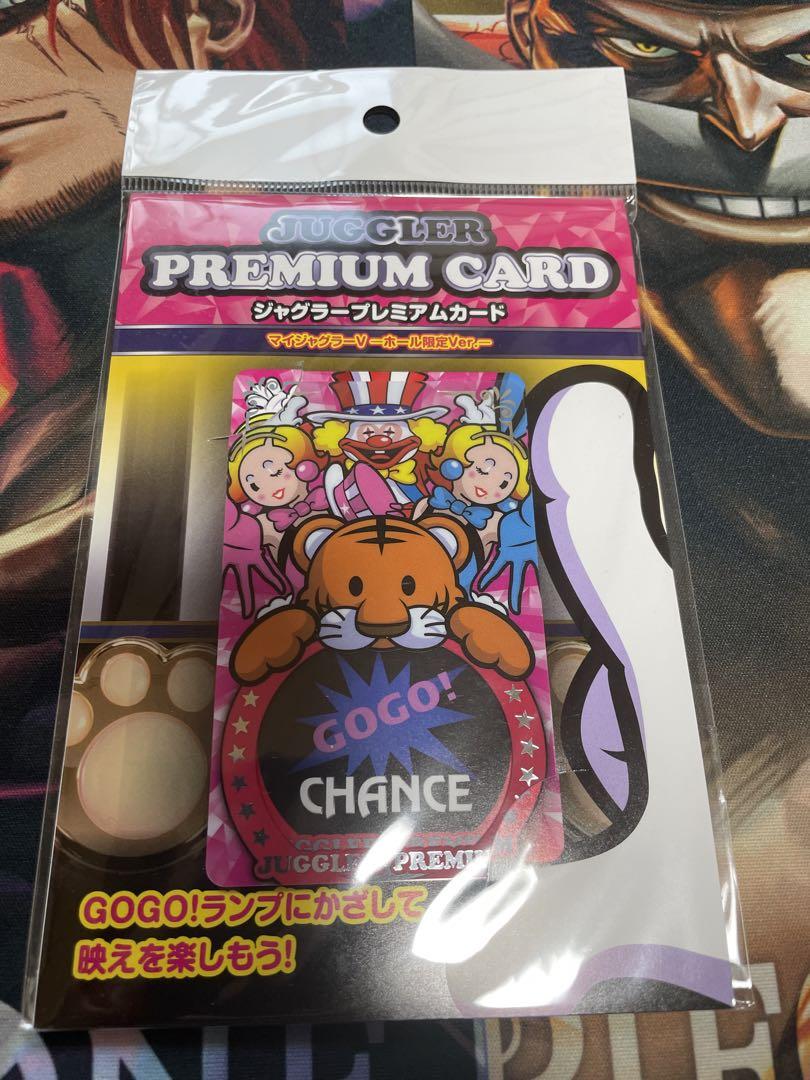 JUGGLER
PREMIUM CARD
ジャグラープレミアムカード
マイジャグラーV ーホール限定Ver.ー
GOGO!
CHANCE
JUGGLER PREMIUM
GOGO!ランプにかざして
映えを楽しもう!